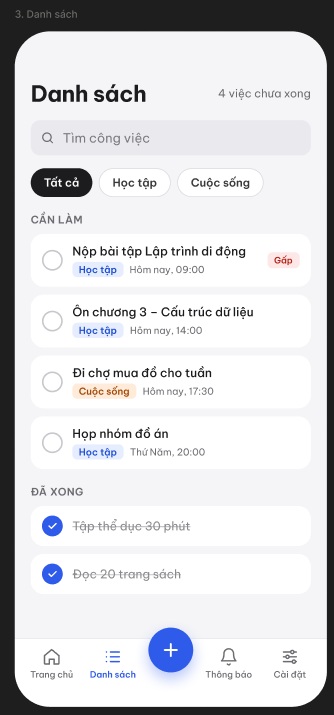 3. Danh sách
Danh sách
4 việc chưa xong
Tìm công việc
Tất cả
Học tập
Cuộc sống
CẦN LÀM
Nộp bài tập Lập trình di động
Học tập
Hôm nay, 09:00
Gấp
Ôn chương 3 – Cấu trúc dữ liệu
Học tập
Hôm nay, 14:00
Đi chợ mua đồ cho tuần
Cuộc sống
Hôm nay, 17:30
Họp nhóm đồ án
Học tập
Thứ Năm, 20:00
ĐÃ XONG
Tập thể dục 30 phút
Đọc 20 trang sách
Trang chủ
Danh sách
Thông báo
Cài đặt